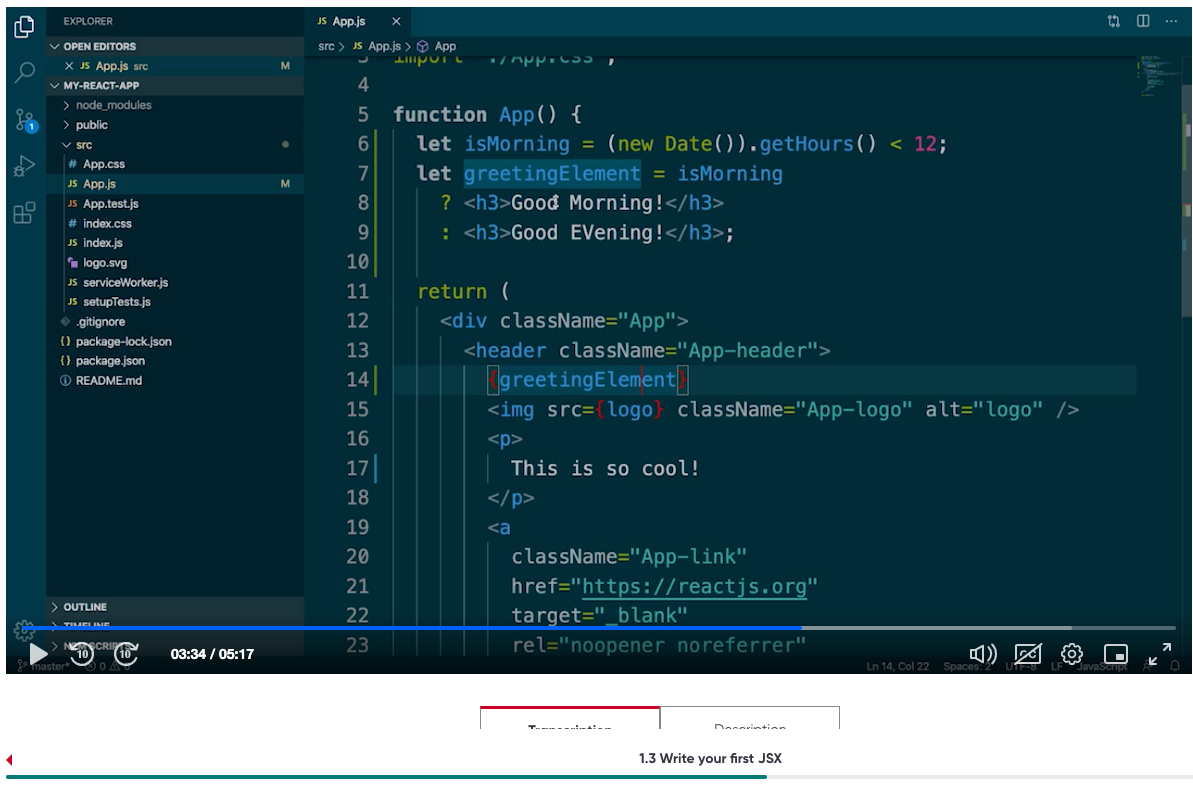 EXPLORER
OPEN EDITORS
JS App.js src M
MY-REACT-APP
node_modules
public
src
# App.css
JS App.js M
JS App.test.js
# index.css
JS index.js
logo.svg
JS serviceWorker.js
JS setupTests.js
.gitignore
{} package-lock.json
{} package.json
README.md
OUTLINE
TIMELINE
NPM SCRIPTS
1
JS App.js
src > JS App.js > App
3 import './App.css';
4
5 function App() {
6 let isMorning = (new Date()).getHours() < 12;
7 let greetingElement = isMorning
8 ? <h3>Good Morning!</h3>
9 : <h3>Good EVening!</h3>;
10
11 return (
12 <div className="App">
13 <header className="App-header">
14 {greetingElement}
15 <img src={logo} className="App-logo" alt="logo" />
16 <p>
17 This is so cool!
18 </p>
19 <a
20 className="App-link"
21 href="https://reactjs.org"
22 target="_blank"
23 rel="noopener noreferrer"
10 10 03:34 / 05:17 CC
master* 0 0 Ln 14, Col 22 Spaces: 2 UTF-8 LF JavaScript
Transcription Description
1.3 Write your first JSX